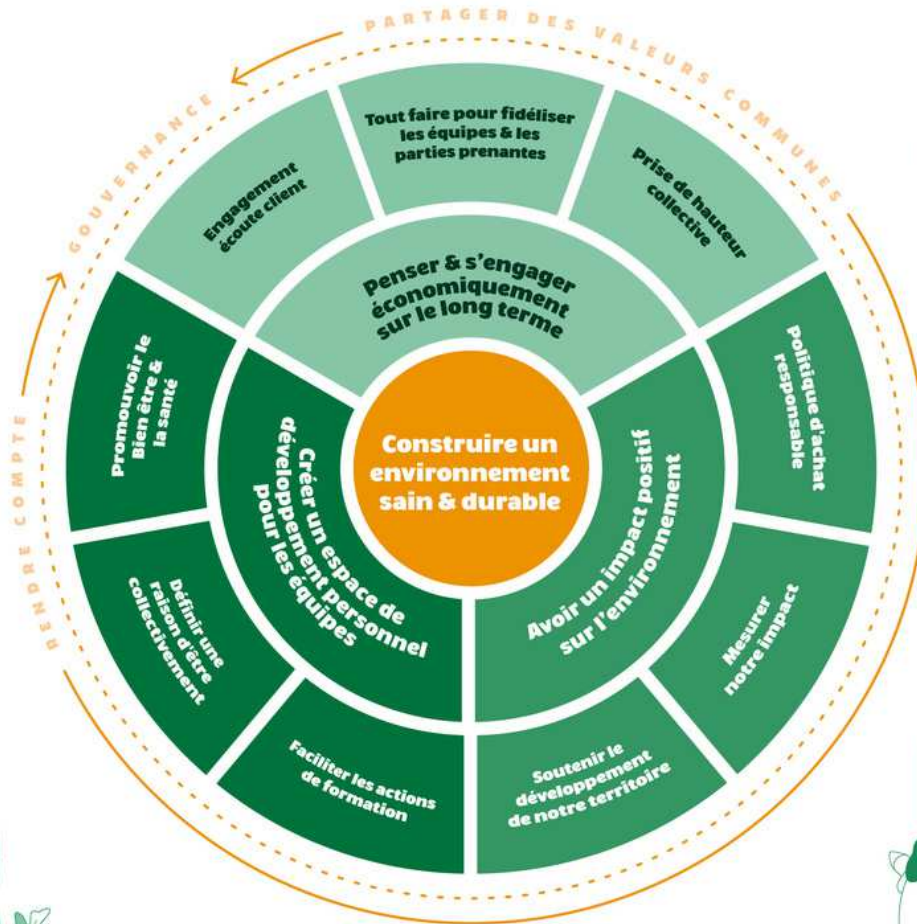 PARTAGER DES VALEURS COMMUNES
GOUVERNANCE
RENDRE COMPTE
Tout faire pour fidéliser
les équipes & les
parties prenantes
Engagement
écoute client
Prise de hauteur
collective
Penser & s'engager
économiquement
sur le long terme
Promouvoir le
Bien être &
la santé
Politique d'achat
responsable
Construire un
environnement
sain & durable
Créer un espace de
développement personnel
pour les équipes
Avoir un impact positif
sur l'environnement
Définir une
raison d'être
collectivement
Mesurer
notre impact
Faciliter les actions
de formation
Soutenir le
développement
de notre territoire